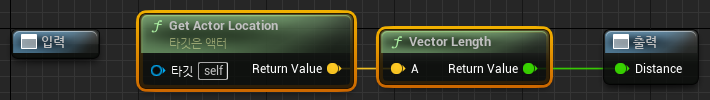 입력
f Get Actor Location
타깃은 액터
타깃 self Return Value
f Vector Length
A Return Value
출력
Distance